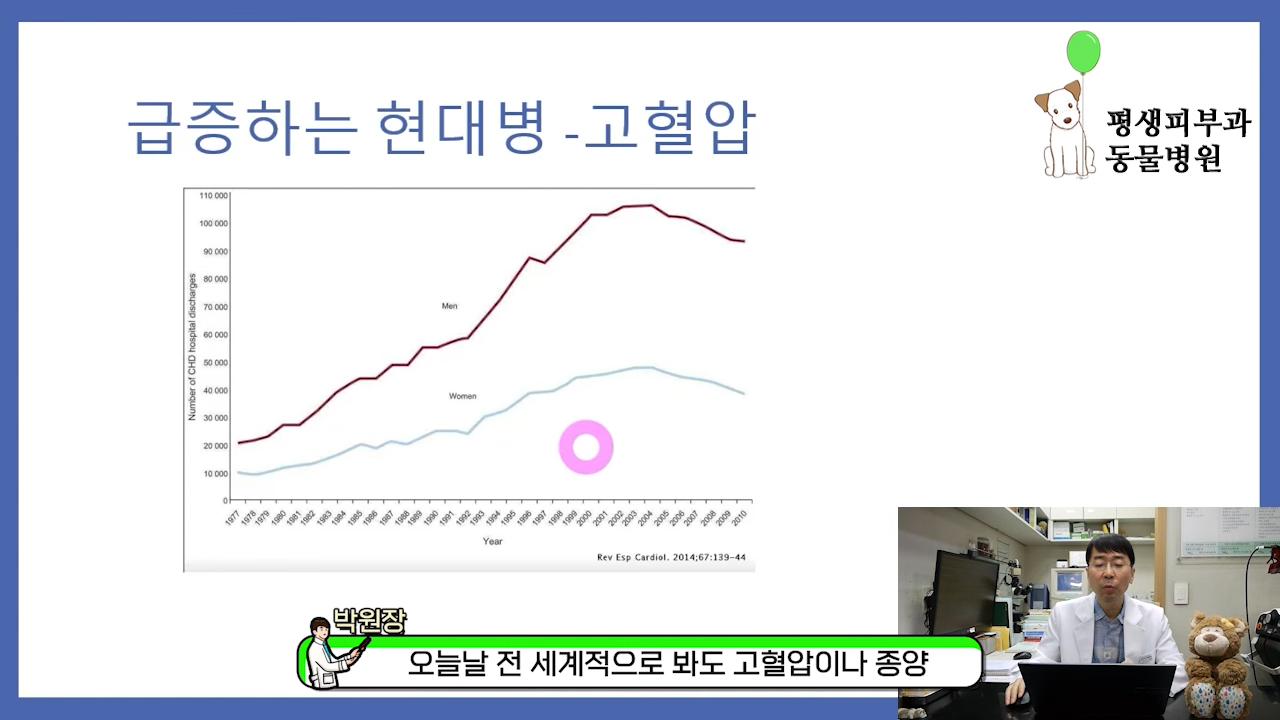 급증하는 현대병 -고혈압
평생피부과
동물병원
110 000
100 000
90 000
80 000
70 000
60 000
50 000
40 000
30 000
20 000
10 000
0
Number of CHD hospital discharges
Men
Women
1977 1978 1979 1980 1981 1982 1983 1984 1985 1986 1987 1988 1989 1990 1991 1992 1993 1994 1995 1996 1997 1998 1999 2000 2001 2002 2003 2004 2005 2006 2007 2008 2009 2010
Year
Rev Esp Cardiol. 2014;67:139–44
박원장
오늘날 전 세계적으로 봐도 고혈압이나 종양